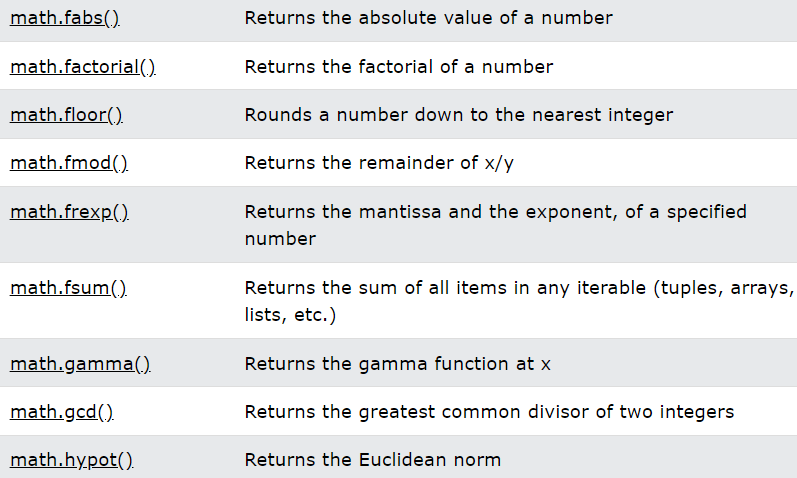 math.fabs() Returns the absolute value of a number
math.factorial() Returns the factorial of a number
math.floor() Rounds a number down to the nearest integer
math.fmod() Returns the remainder of x/y
math.frexp() Returns the mantissa and the exponent, of a specified
number
math.fsum() Returns the sum of all items in any iterable (tuples, arrays,
lists, etc.)
math.gamma() Returns the gamma function at x
math.gcd() Returns the greatest common divisor of two integers
math.hypot() Returns the Euclidean norm